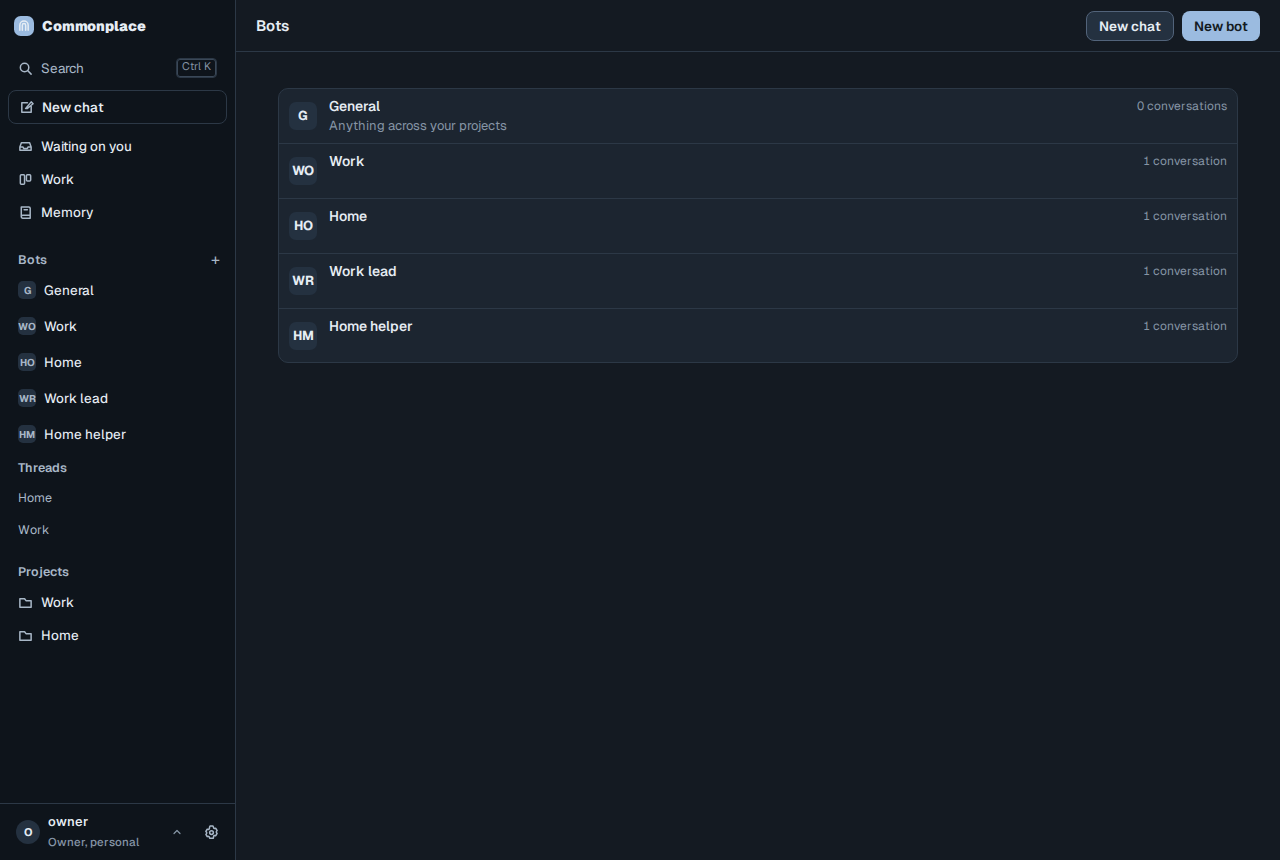 Commonplace
Search
Ctrl K
New chat
Waiting on you
Work
Memory
Bots
+
G
General
WO
Work
HO
Home
WR
Work lead
HM
Home helper
Threads
Home
Work
Projects
Work
Home
O
owner
Owner, personal
Bots
New chat
New bot
G
General
0 conversations
Anything across your projects
WO
Work
1 conversation
HO
Home
1 conversation
WR
Work lead
1 conversation
HM
Home helper
1 conversation